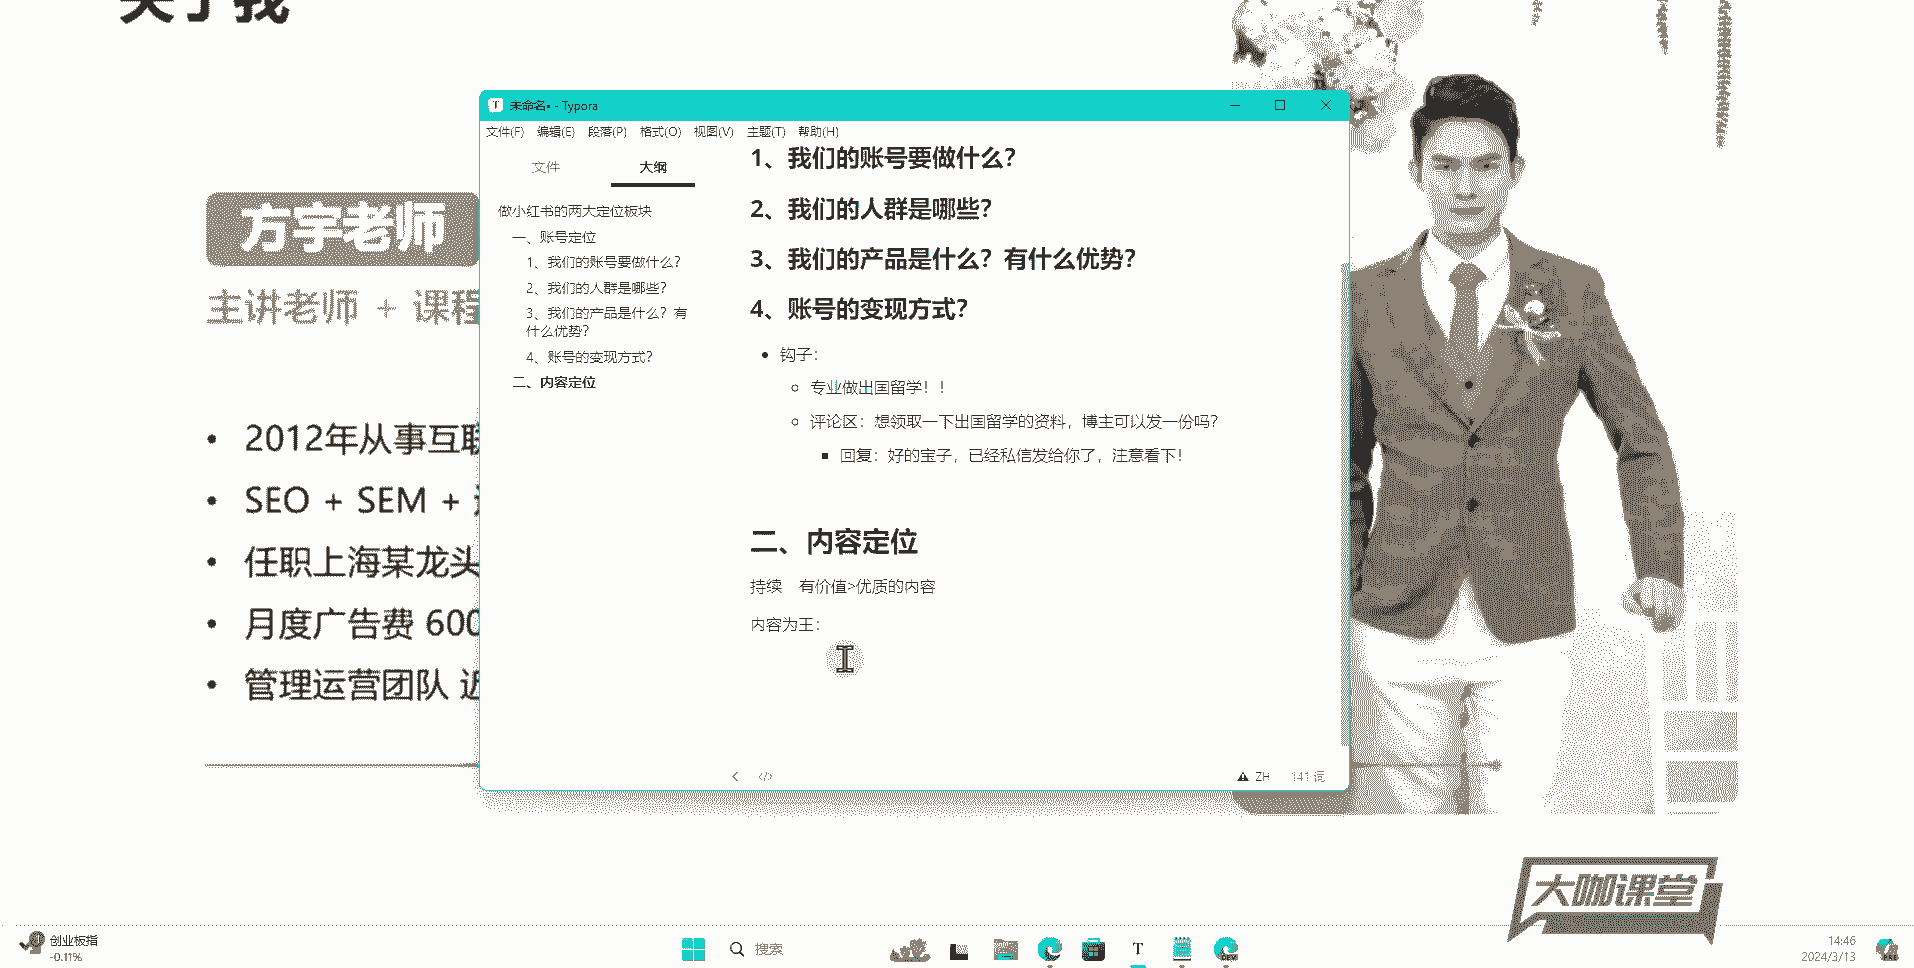 关于我
方宇老师
主讲老师 + 课程
2012年从事互联
SEO + SEM +
任职上海某龙头
月度广告费 600
管理运营团队 近
未命名• - Typora
文件(F) 编辑(E) 段落(P) 格式(O) 视图(V) 主题(T) 帮助(H)
文件 大纲
做小红书的两大定位板块
一、账号定位
1、我们的账号要做什么？
2、我们的人群是哪些？
3、我们的产品是什么？有
什么优势？
4、账号的变现方式？
二、内容定位
1、我们的账号要做什么？
2、我们的人群是哪些？
3、我们的产品是什么？有什么优势？
4、账号的变现方式？
钩子：
专业做出国留学！！
评论区：想领取一下出国留学的资料，博主可以发一份吗？
回复：好的宝子，已经私信发给你了，注意看下！
二、内容定位
持续 有价值>优质的内容
内容为王：
ZH 141 词
大咖课堂
创业板指
-0.11%
搜索
T
DEV
14:46
2024/3/13
PRE